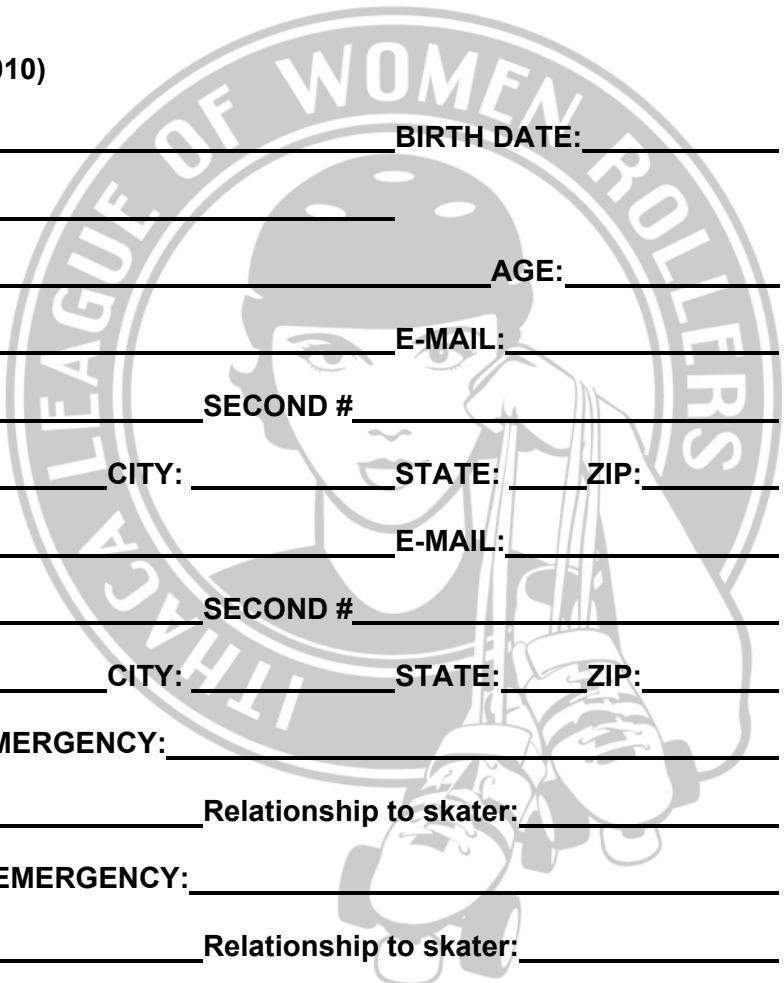 ITHACA LEAGUE OF WOMEN ROLLERS
910)
BIRTH DATE:
AGE:
E-MAIL:
SECOND #
CITY: STATE: ZIP:
E-MAIL:
SECOND #
CITY: STATE: ZIP:
MERGENCY:
Relationship to skater:
EMERGENCY:
Relationship to skater: